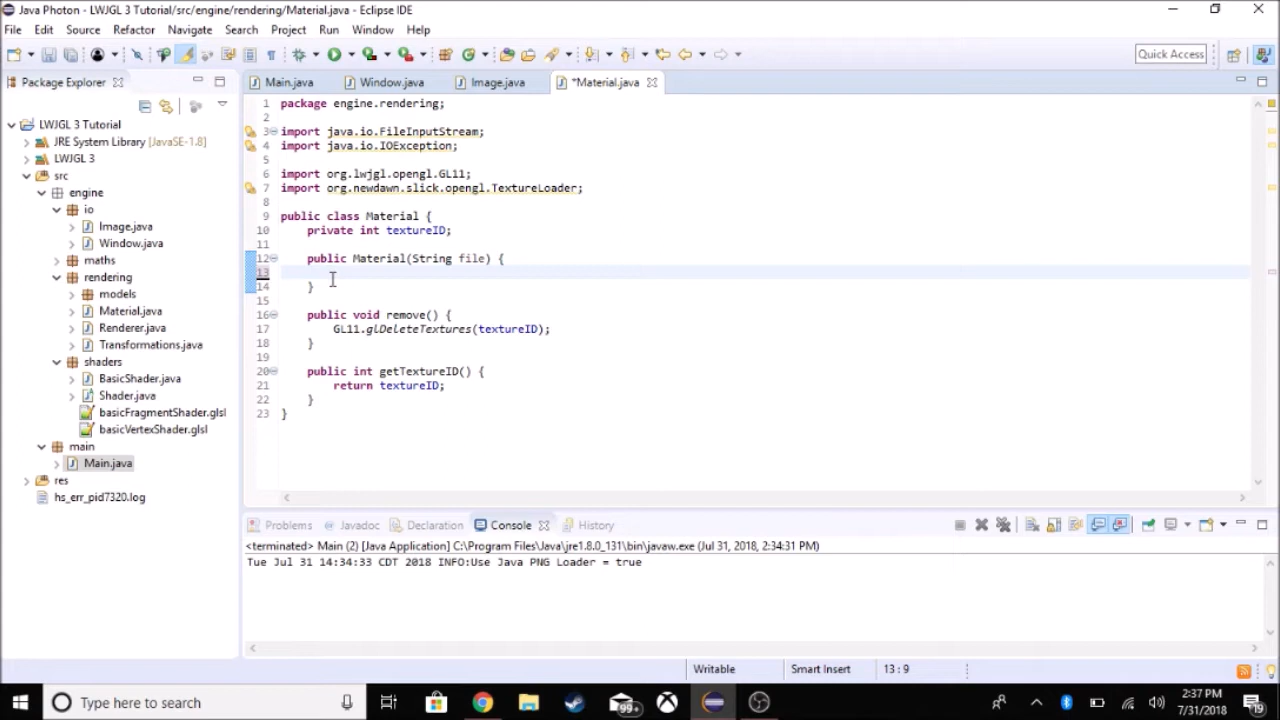 Java Photon - LWJGL 3 Tutorial/src/engine/rendering/Material.java - Eclipse IDE
File Edit Source Refactor Navigate Search Project Run Window Help
Quick Access
Package Explorer
Main.java Window.java Image.java *Material.java
LWJGL 3 Tutorial
JRE System Library [JavaSE-1.8]
LWJGL 3
src
engine
io
Image.java
Window.java
maths
rendering
models
Material.java
Renderer.java
Transformations.java
shaders
BasicShader.java
Shader.java
basicFragmentShader.glsl
basicVertexShader.glsl
main
Main.java
res
hs_err_pid7320.log
1 package engine.rendering;
2
3 import java.io.FileInputStream;
4 import java.io.IOException;
5
6 import org.lwjgl.opengl.GL11;
7 import org.newdawn.slick.opengl.TextureLoader;
8
9 public class Material {
10 private int textureID;
11
12 public Material(String file) {
13
14 }
15
16 public void remove() {
17 GL11.glDeleteTextures(textureID);
18 }
19
20 public int getTextureID() {
21 return textureID;
22 }
23 }
Problems Javadoc Declaration Console History
<terminated> Main (2) [Java Application] C:\Program Files\Java\jre1.8.0_131\bin\javaw.exe (Jul 31, 2018, 2:34:31 PM)
Tue Jul 31 14:34:33 CDT 2018 INFO:Use Java PNG Loader = true
Writable Smart Insert 13 : 9
Type here to search
99+
2:37 PM
7/31/2018
19